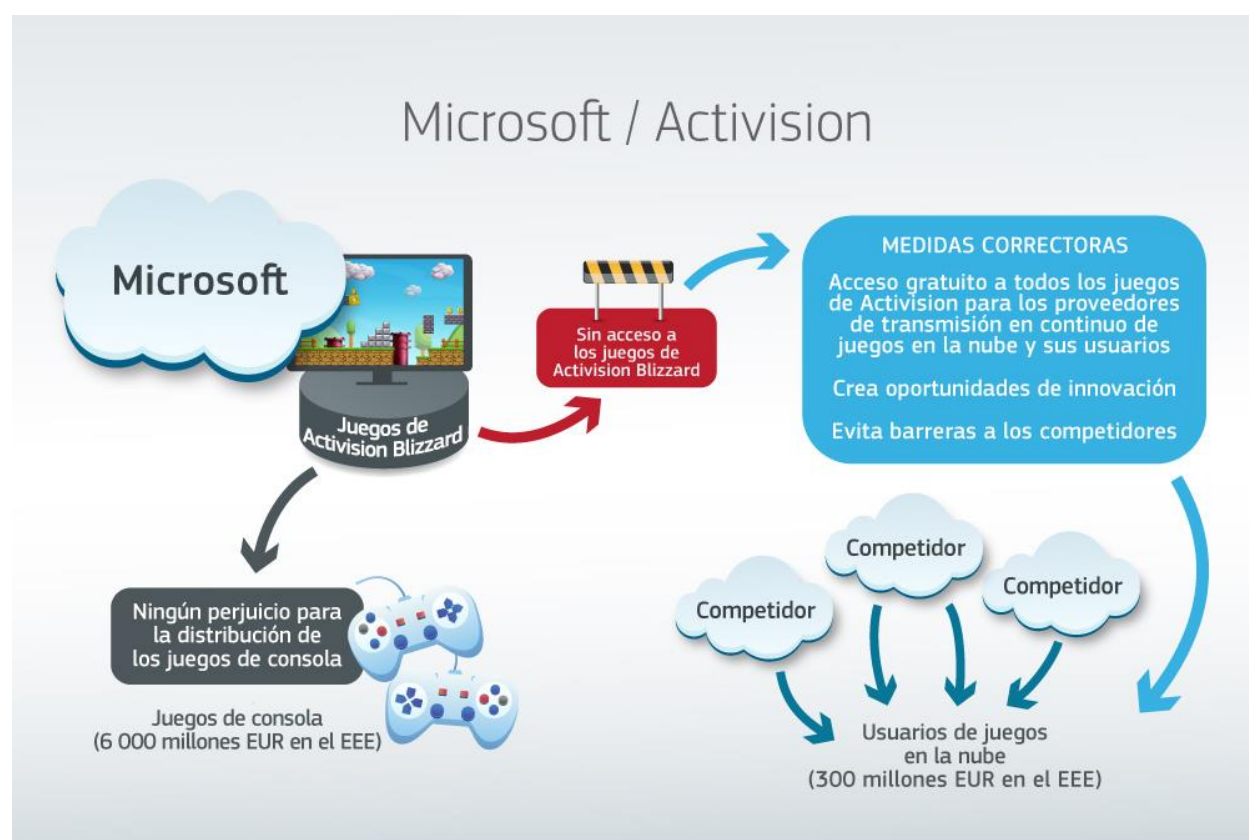 Microsoft / Activision
Microsoft
Juegos de
Activision Blizzard
Sin acceso a
los juegos de
Activision Blizzard
MEDIDAS CORRECTORAS
Acceso gratuito a todos los juegos
de Activision para los proveedores
de transmisión en continuo de
juegos en la nube y sus usuarios
Crea oportunidades de innovación
Evita barreras a los competidores
Ningún perjuicio para
la distribución de
los juegos de consola
Juegos de consola
(6 000 millones EUR en el EEE)
Competidor
Competidor
Competidor
Usuarios de juegos
en la nube
(300 millones EUR en el EEE)